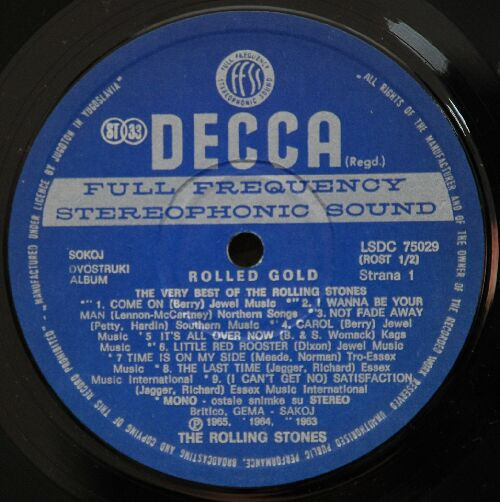 FULL FREQUENCY
FFSS
STEREOPHONIC SOUND
ST 33
DECCA (Regd.)
FULL FREQUENCY
STEREOPHONIC SOUND
SOKOJ
DVOSTRUKI
ALBUM
LSDC 75029
(ROST 1/2)
Strana 1
ROLLED GOLD
THE VERY BEST OF THE ROLLING STONES
1. COME ON (Berry) Jewel Music 2. I WANNA BE YOUR
MAN (Lennon-McCartney) Northern Songs 3. NOT FADE AWAY
(Petty, Hardin) Southern Music 4. CAROL (Berry) Jewel
Music 5 IT'S ALL OVER NOW (B. & S. Womack) Kags
Music 6. LITTLE RED ROOSTER (Dixon) Jewel Music
7 TIME IS ON MY SIDE (Meade, Norman) Tro-Essex
Music 8. THE LAST TIME (Jagger, Richard) Essex
Music International 9. (I CAN'T GET NO) SATISFACTION
(Jagger, Richard) Essex Music International
MONO - ostale snimke su STEREO
Britico, GEMA - SAKOJ
Ⓟ 1965, 1964, 1963
THE ROLLING STONES
MANUFACTURED UNDER LICENCE BY JUGOTON IN YUGOSLAVIA
ALL RIGHTS OF THE MANUFACTURER AND OF THE OWNER OF THE RECORDED WORK RESERVED UNAUTHORISED PUBLIC PERFORMANCE, BROADCASTING AND COPYING OF THIS RECORD PROHIBITED